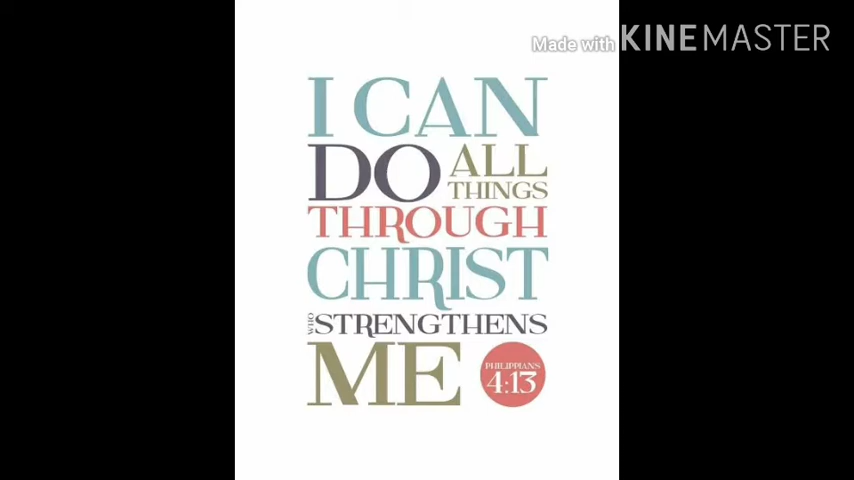 Made with KINEMASTER
I CAN
DO ALL
THINGS
THROUGH
CHRIST
WHO STRENGTHENS
ME
PHILIPPIANS
4:13